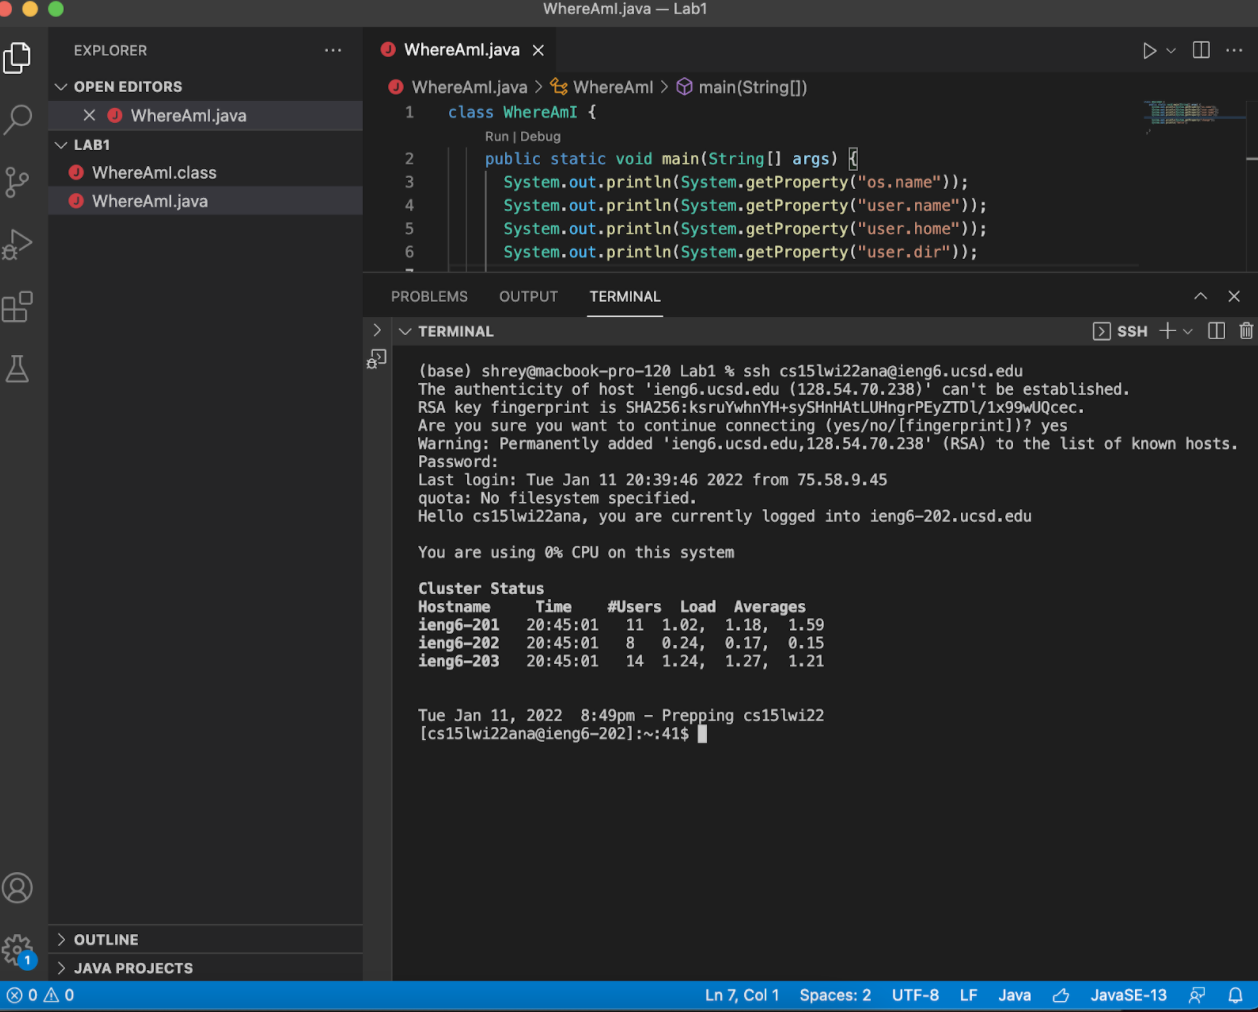 WhereAmI.java — Lab1
EXPLORER
OPEN EDITORS
WhereAmI.java
LAB1
WhereAmI.class
WhereAmI.java
OUTLINE
JAVA PROJECTS
WhereAmI.java
WhereAmI.java > WhereAmI > main(String[])
1 class WhereAmI {
Run | Debug
2 public static void main(String[] args) {
3 System.out.println(System.getProperty("os.name"));
4 System.out.println(System.getProperty("user.name"));
5 System.out.println(System.getProperty("user.home"));
6 System.out.println(System.getProperty("user.dir"));
PROBLEMS OUTPUT TERMINAL
TERMINAL
SSH
(base) shrey@macbook-pro-120 Lab1 % ssh cs15lwi22ana@ieng6.ucsd.edu
The authenticity of host 'ieng6.ucsd.edu (128.54.70.238)' can't be established.
RSA key fingerprint is SHA256:ksruYwhnYH+sySHnHAtLUHngrPEyZTDl/1x99wUQcec.
Are you sure you want to continue connecting (yes/no/[fingerprint])? yes
Warning: Permanently added 'ieng6.ucsd.edu,128.54.70.238' (RSA) to the list of known hosts.
Password:
Last login: Tue Jan 11 20:39:46 2022 from 75.58.9.45
quota: No filesystem specified.
Hello cs15lwi22ana, you are currently logged into ieng6-202.ucsd.edu
You are using 0% CPU on this system
Cluster Status
Hostname Time #Users Load Averages
ieng6-201 20:45:01 11 1.02, 1.18, 1.59
ieng6-202 20:45:01 8 0.24, 0.17, 0.15
ieng6-203 20:45:01 14 1.24, 1.27, 1.21
Tue Jan 11, 2022 8:49pm - Prepping cs15lwi22
[cs15lwi22ana@ieng6-202]:~:41$
1
0 0
Ln 7, Col 1 Spaces: 2 UTF-8 LF Java JavaSE-13